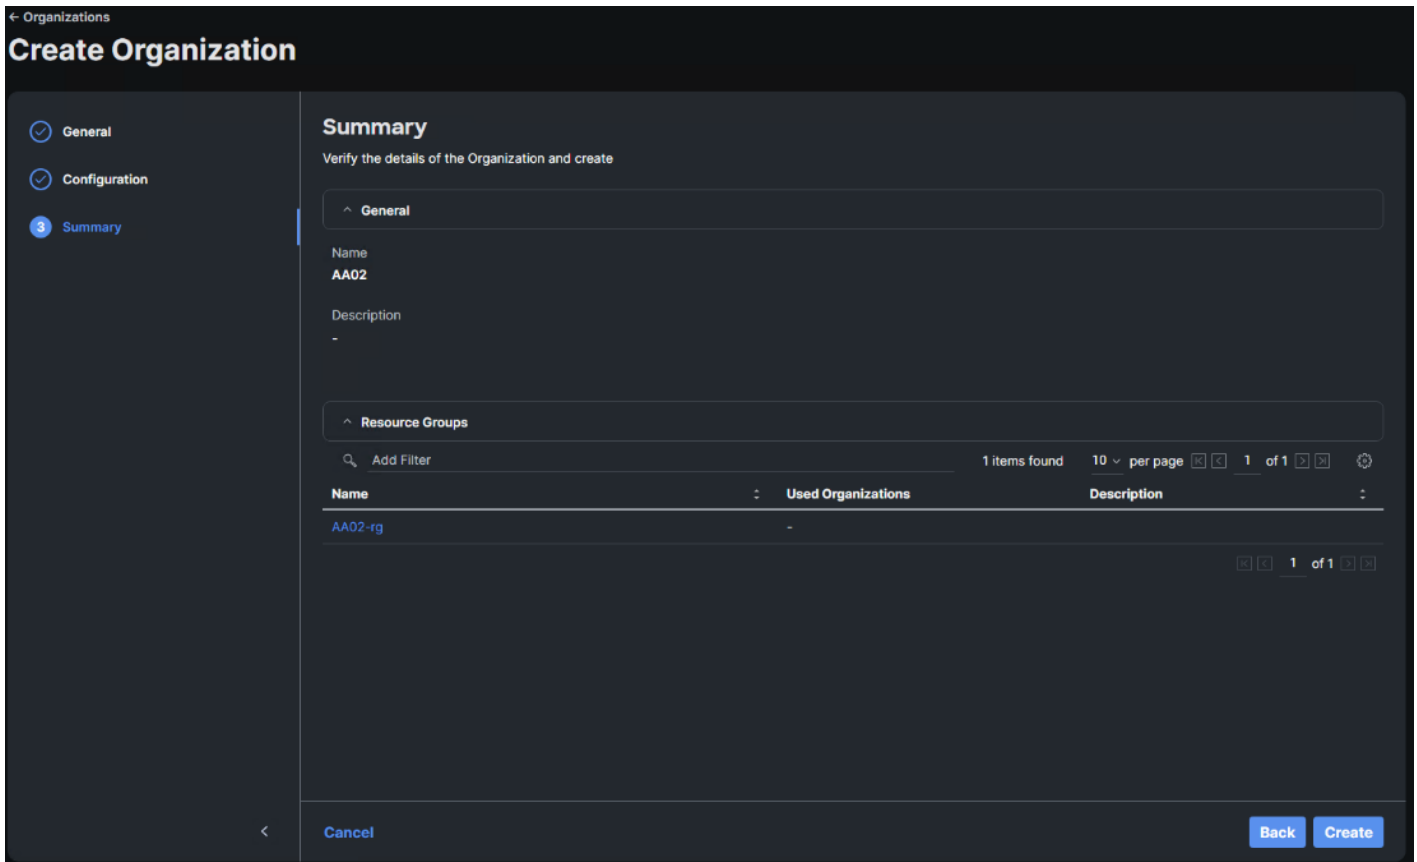 ← Organizations
Create Organization
General
Configuration
3 Summary
Summary
Verify the details of the Organization and create
General
Name
AA02
Description
-
Resource Groups
Add Filter 1 items found 10 per page 1 of 1
Name Used Organizations Description
AA02-rg -
1 of 1
Cancel Back Create